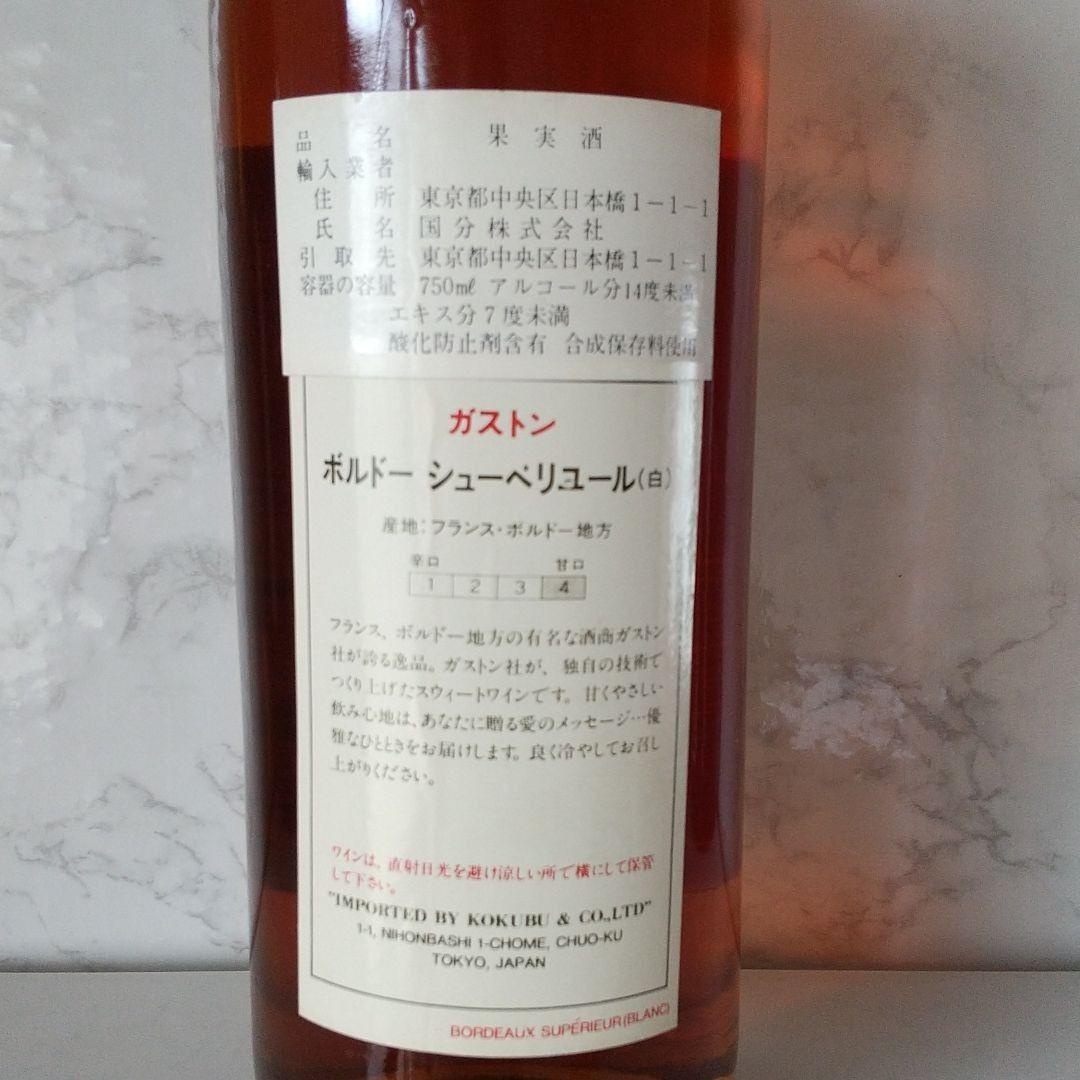 品名 果実酒
輸入業者
住所 東京都中央区日本橋1-1-1
氏名 国分株式会社
引取先 東京都中央区日本橋1-1-1
容器の容量 750㎖ アルコール分14度未満
エキス分7度未満
酸化防止剤含有 合成保存料使用
ガストン
ボルドー シューペリユール(白)
産地:フランス・ボルドー地方
辛口 甘口
1 2 3 4
フランス、ボルドー地方の有名な酒商ガストン
社が誇る逸品。ガストン社が、独自の技術で
つくり上げたスウィートワインです。甘くやさしい
飲み心地は、あなたに贈る愛のメッセージ…優
雅なひとときをお届けします。良く冷やしてお召し
上がりください。
ワインは、直射日光を避け涼しい所で横にして保管
して下さい。
"IMPORTED BY KOKUBU & CO.,LTD"
1-1, NIHONBASHI 1-CHOME, CHUO-KU
TOKYO, JAPAN
BORDEAUX SUPÉRIEUR(BLANC)